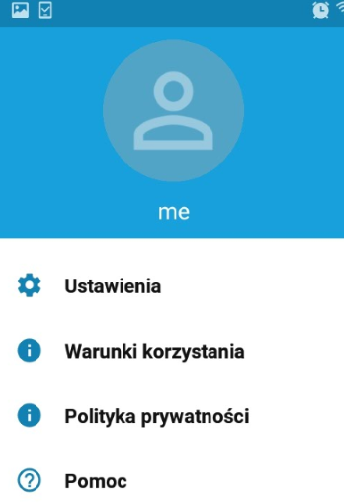 me
Ustawienia
Warunki korzystania
Polityka prywatności
Pomoc